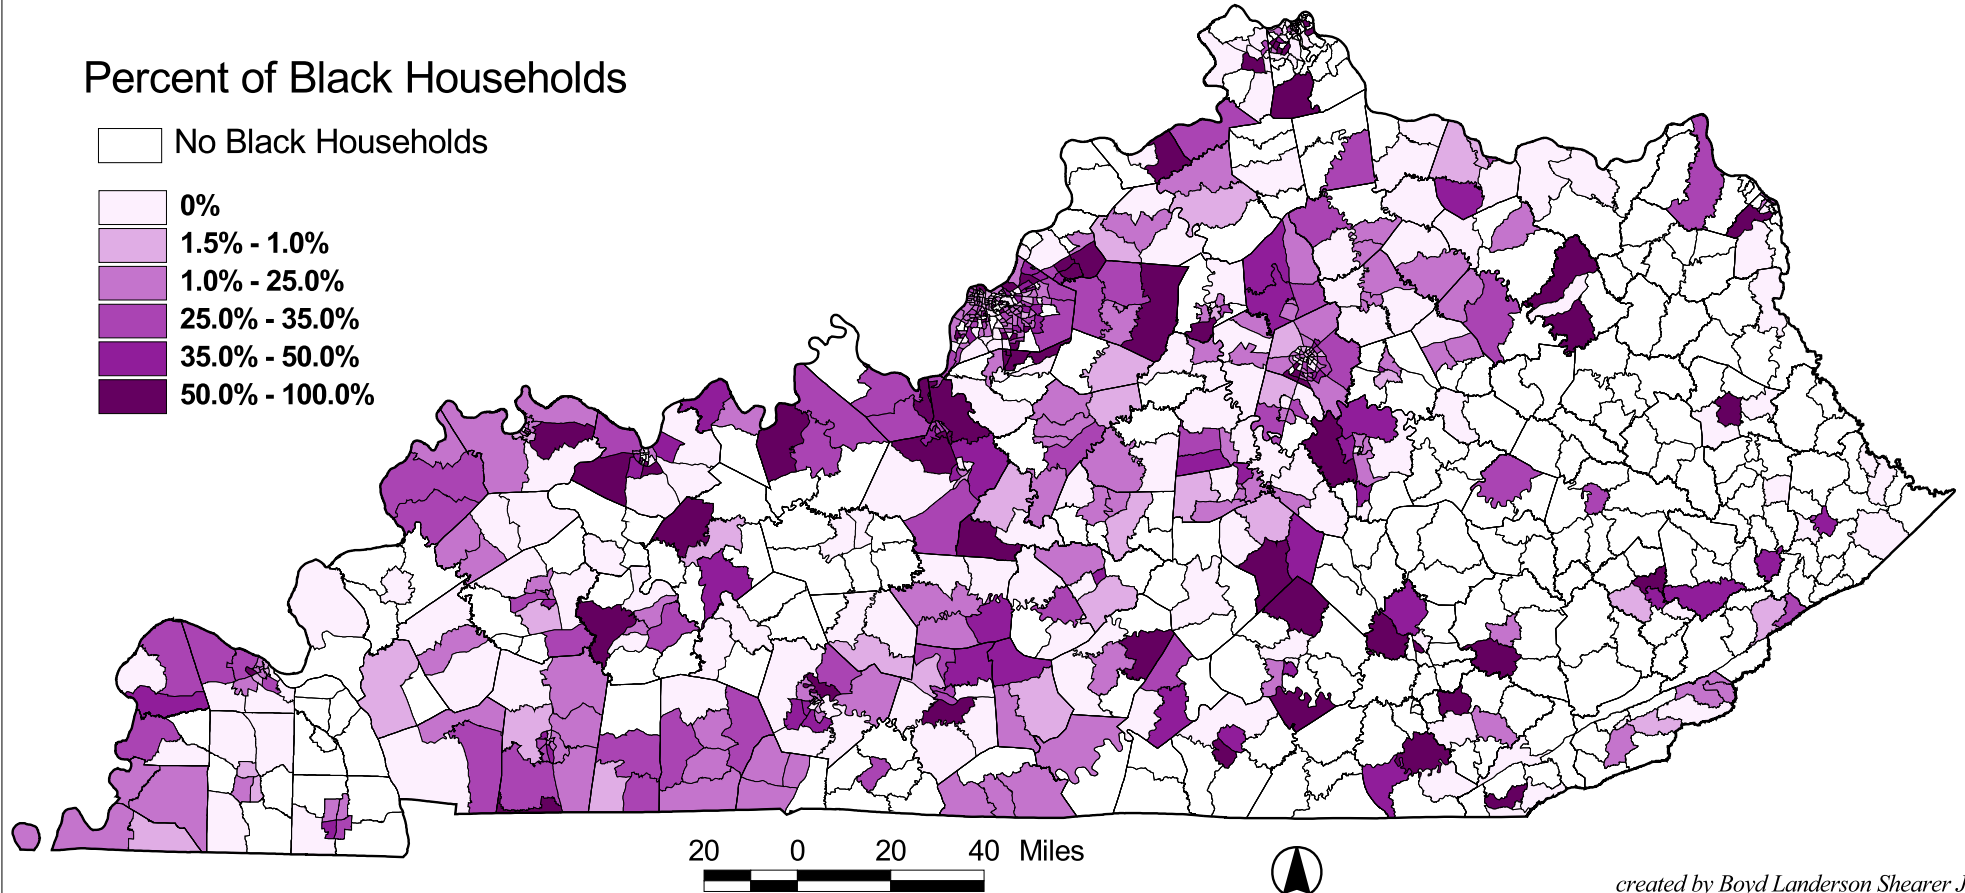 Percent of Black Households
No Black Households
0%
1.5% - 1.0%
1.0% - 25.0%
25.0% - 35.0%
35.0% - 50.0%
50.0% - 100.0%
20 0 20 40 Miles
created by Boyd Landerson Shearer J